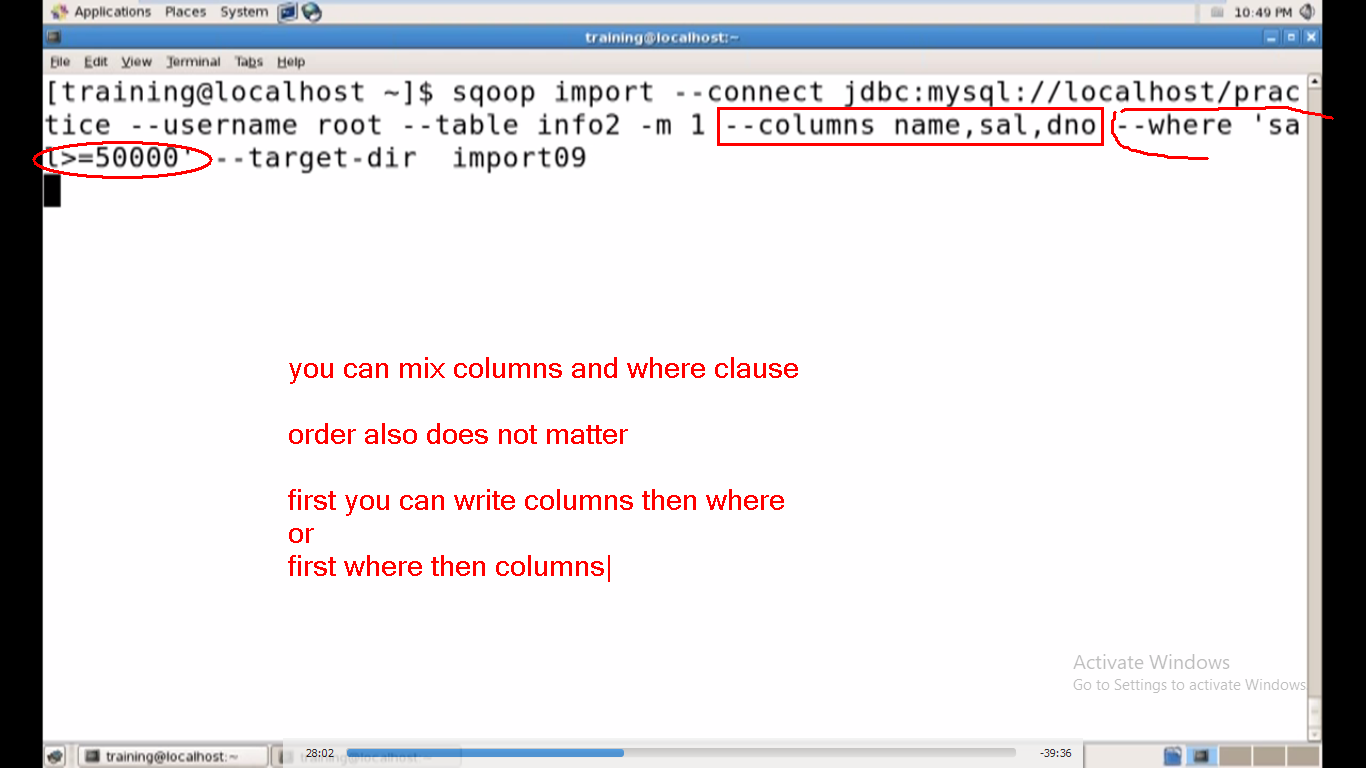 Applications Places System 10:49 PM
training@localhost:~
File Edit View Terminal Tabs Help
[training@localhost ~]$ sqoop import --connect jdbc:mysql://localhost/prac
tice --username root --table info2 -m 1 --columns name,sal,dno --where 'sa
l>=50000' --target-dir import09
you can mix columns and where clause
order also does not matter
first you can write columns then where
or
first where then columns
Activate Windows
Go to Settings to activate Windows
training@localhost:~ training@localhost:~ 28:02 -39:36